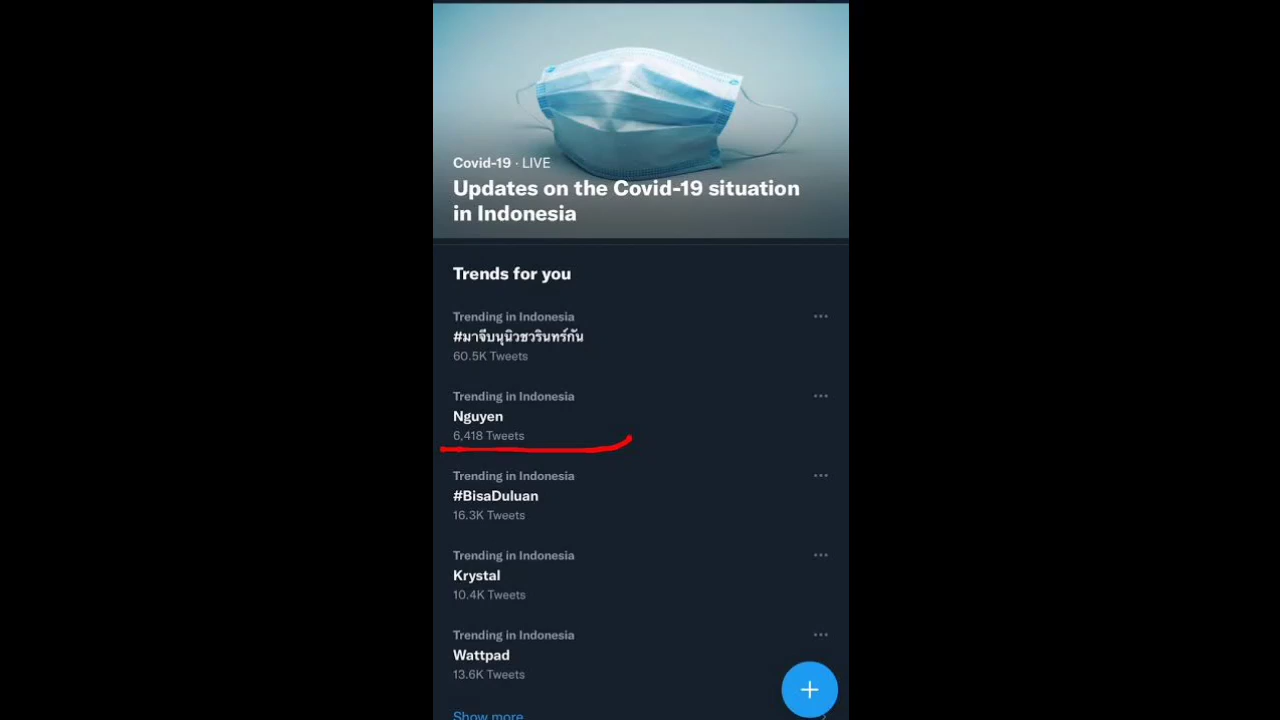 Covid-19 · LIVE
Updates on the Covid-19 situation
in Indonesia
Trends for you
Trending in Indonesia
#มาจีบนุนิวชวรินทร์กัน
60.5K Tweets
Trending in Indonesia
Nguyen
6,418 Tweets
Trending in Indonesia
#BisaDuluan
16.3K Tweets
Trending in Indonesia
Krystal
10.4K Tweets
Trending in Indonesia
Wattpad
13.6K Tweets
Show more